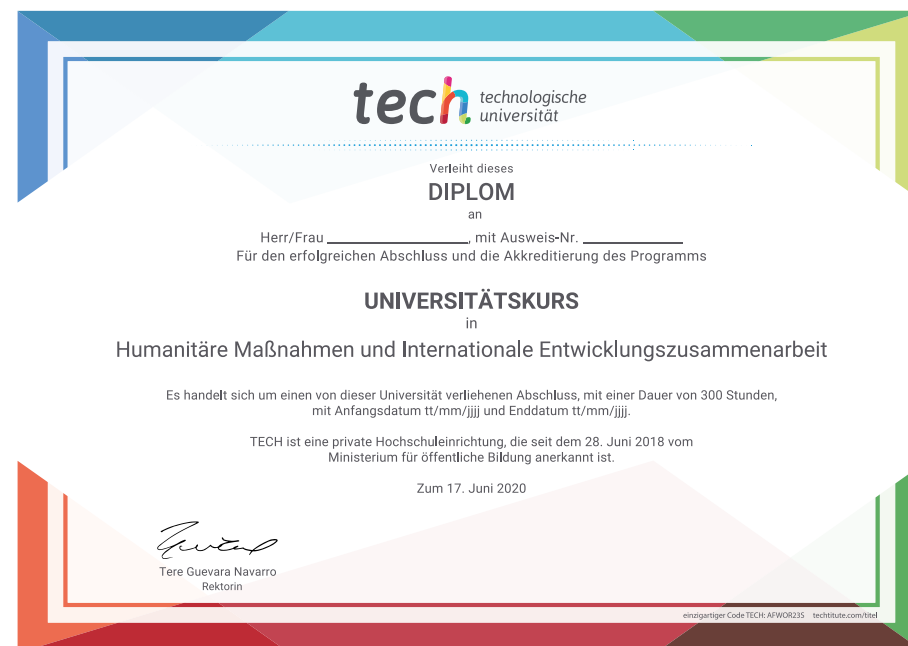 tech technologische
universität
Verleiht dieses
DIPLOM
an
Herr/Frau ____________________, mit Ausweis-Nr. ______________
Für den erfolgreichen Abschluss und die Akkreditierung des Programms
UNIVERSITÄTSKURS
in
Humanitäre Maßnahmen und Internationale Entwicklungszusammenarbeit
Es handelt sich um einen von dieser Universität verliehenen Abschluss, mit einer Dauer von 300 Stunden,
mit Anfangsdatum tt/mm/jjjj und Enddatum tt/mm/jjjj.
TECH ist eine private Hochschuleinrichtung, die seit dem 28. Juni 2018 vom
Ministerium für öffentliche Bildung anerkannt ist.
Zum 17. Juni 2020
Tere Guevara Navarro
Rektorin
einzigartiger Code TECH: AFWOR23S techtitute.com/titel